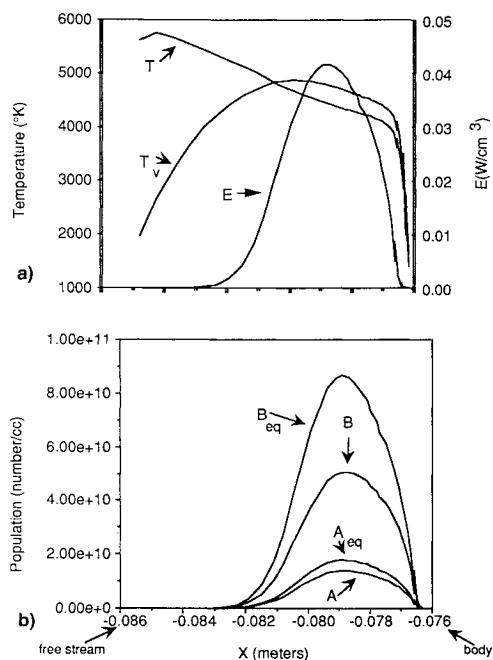 6000
5000
4000
3000
2000
1000
Temperature (°K)
T
T v
E
0.05
0.04
0.03
0.02
0.01
0.00
E(W/cm 3)
a)
1.00e+11
8.00e+10
6.00e+10
4.00e+10
2.00e+10
0.00e+0
Population (number/cc)
B eq
B
A eq
A
b)
-0.086
-0.084
-0.082
-0.080
-0.078
-0.076
free stream
X (meters)
body